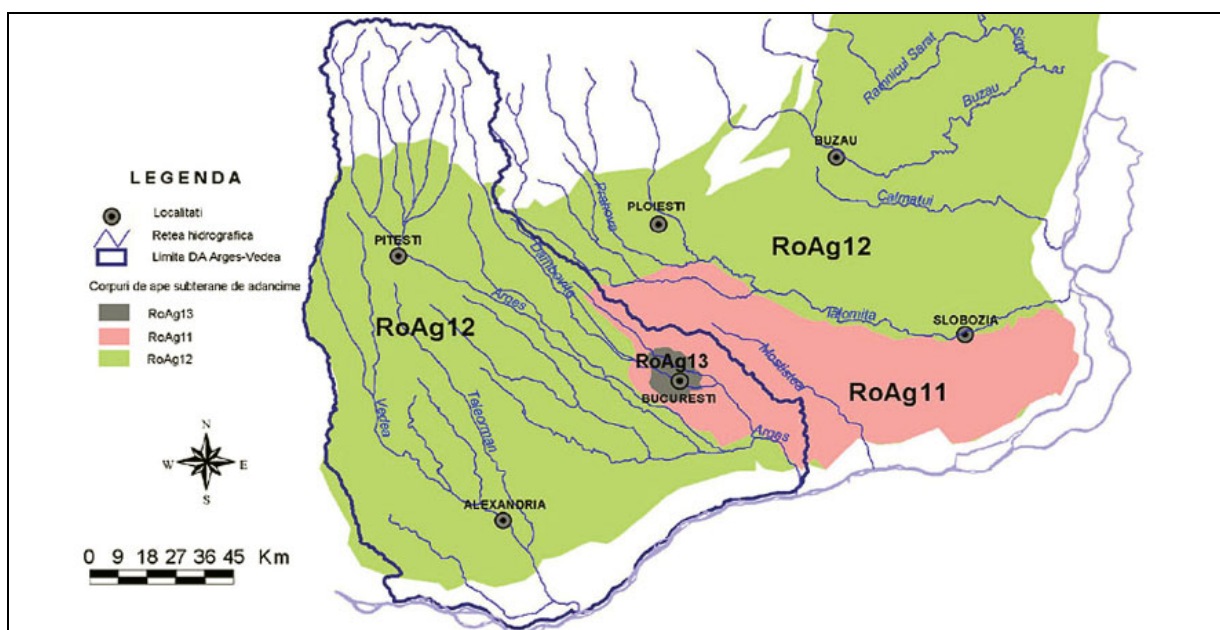 LEGENDA
Localitati
Retea hidrografica
Limita DA Arges-Vedea
Corpuri de ape subterane de adancime
RoAg13
RoAg11
RoAg12
N
W E
S
0 9 18 27 36 45 Km
Ramnicul Sarat
Siret
Buzau
BUZAU
Calmatui
Prahova
PLOIESTI
RoAg12
PITESTI
Dambovita
Arges
RoAg12
Ialomita
SLOBOZIA
Mostistea
RoAg13
BUCURESTI
RoAg11
Arges
Vedea
Teleorman
ALEXANDRIA